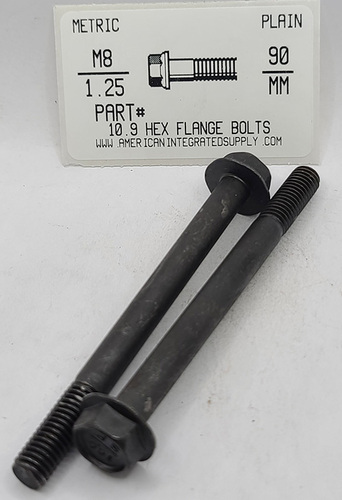 METRIC PLAIN
M8 90
1.25 MM
PART#
10.9 HEX FLANGE BOLTS
WWW.AMERICANINTEGRATEDSUPPLY.COM